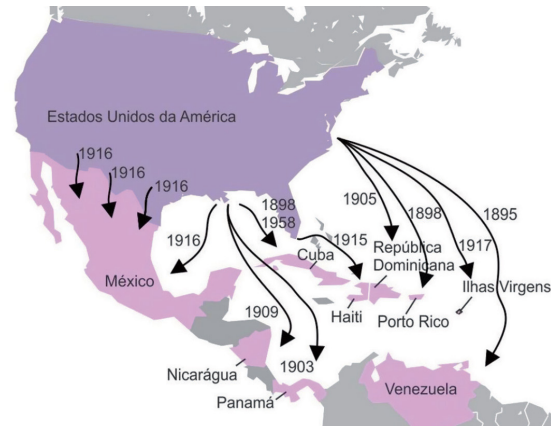 Estados Unidos da América
1916
1916
1916
1898
1958
1905
1898
1895
1916
1915
1917
Cuba
República
Dominicana
México
Ilhas Virgens
1909
Haiti
Porto Rico
Nicarágua
1903
Panamá
Venezuela